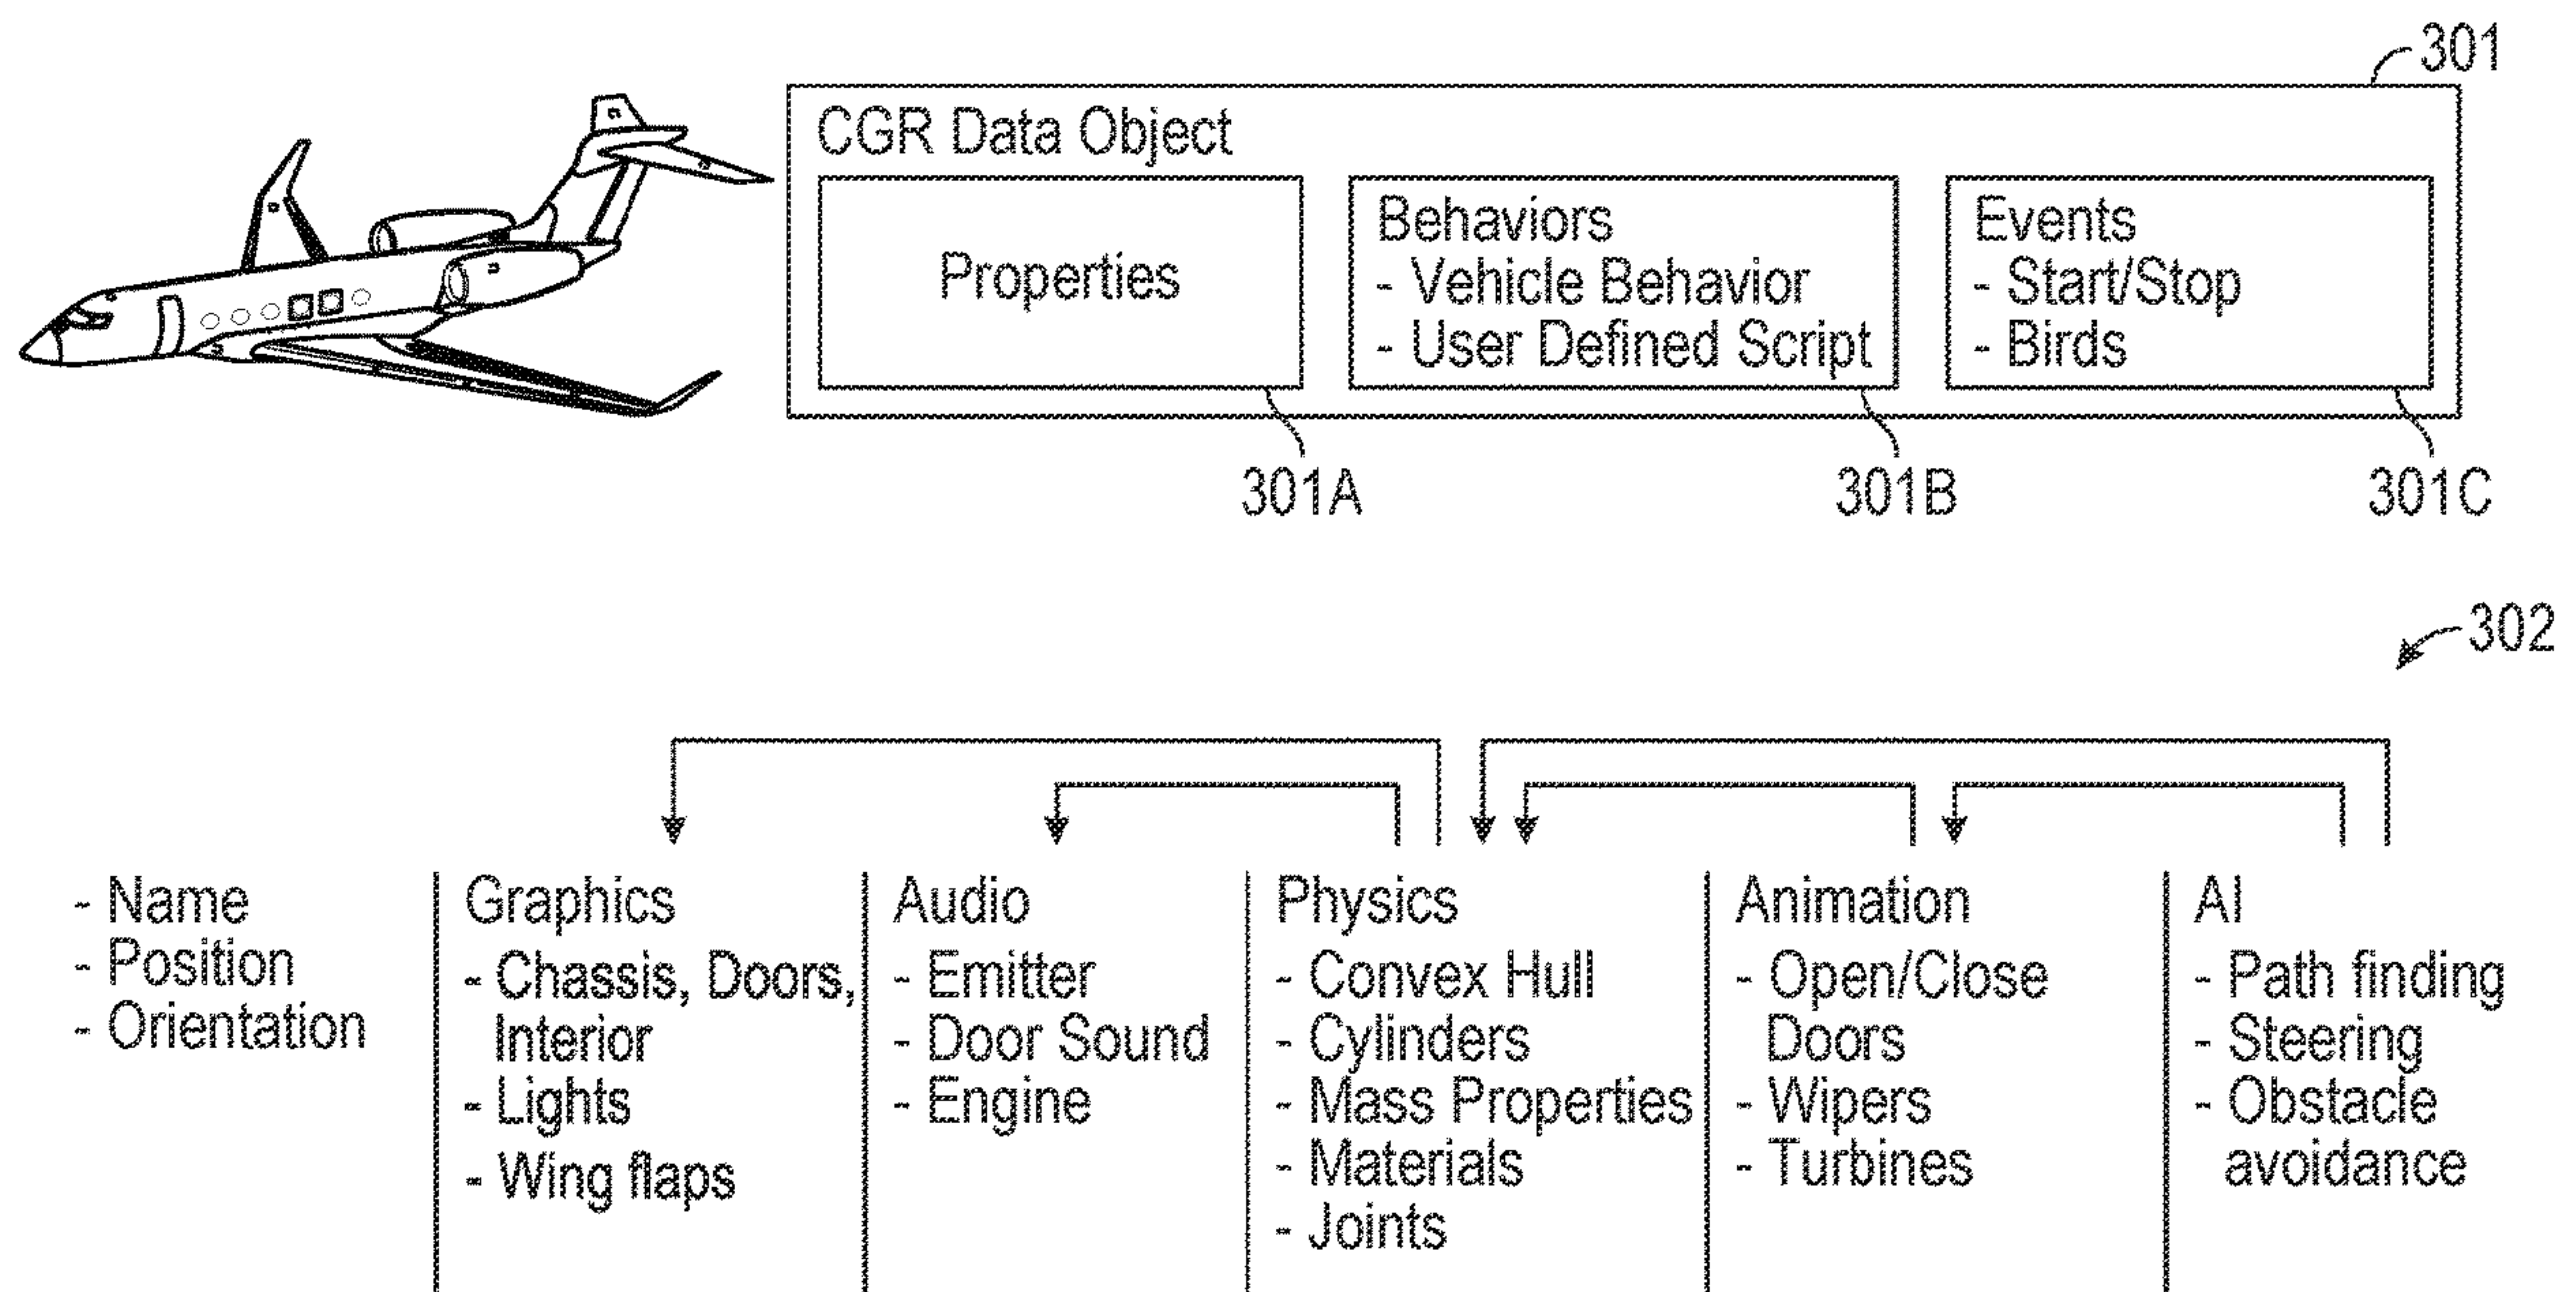 301
CGR Data Object
Properties
Behaviors
- Vehicle Behavior
- User Defined Script
Events
- Start/Stop
- Birds
301A
301B
301C
302
- Name
- Position
- Orientation
Graphics
- Chassis, Doors,
Interior
- Lights
- Wing flaps
Audio
- Emitter
- Door Sound
- Engine
Physics
- Convex Hull
- Cylinders
- Mass Properties
- Materials
- Joints
Animation
- Open/Close
Doors
- Wipers
- Turbines
AI
- Path finding
- Steering
- Obstacle
avoidance